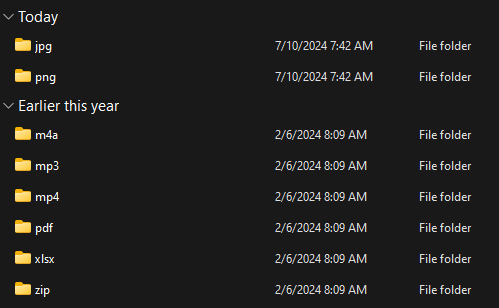 Today
jpg 7/10/2024 7:42 AM File folder
png 7/10/2024 7:42 AM File folder
Earlier this year
m4a 2/6/2024 8:09 AM File folder
mp3 2/6/2024 8:09 AM File folder
mp4 2/6/2024 8:09 AM File folder
pdf 2/6/2024 8:09 AM File folder
xlsx 2/6/2024 8:09 AM File folder
zip 2/6/2024 8:09 AM File folder